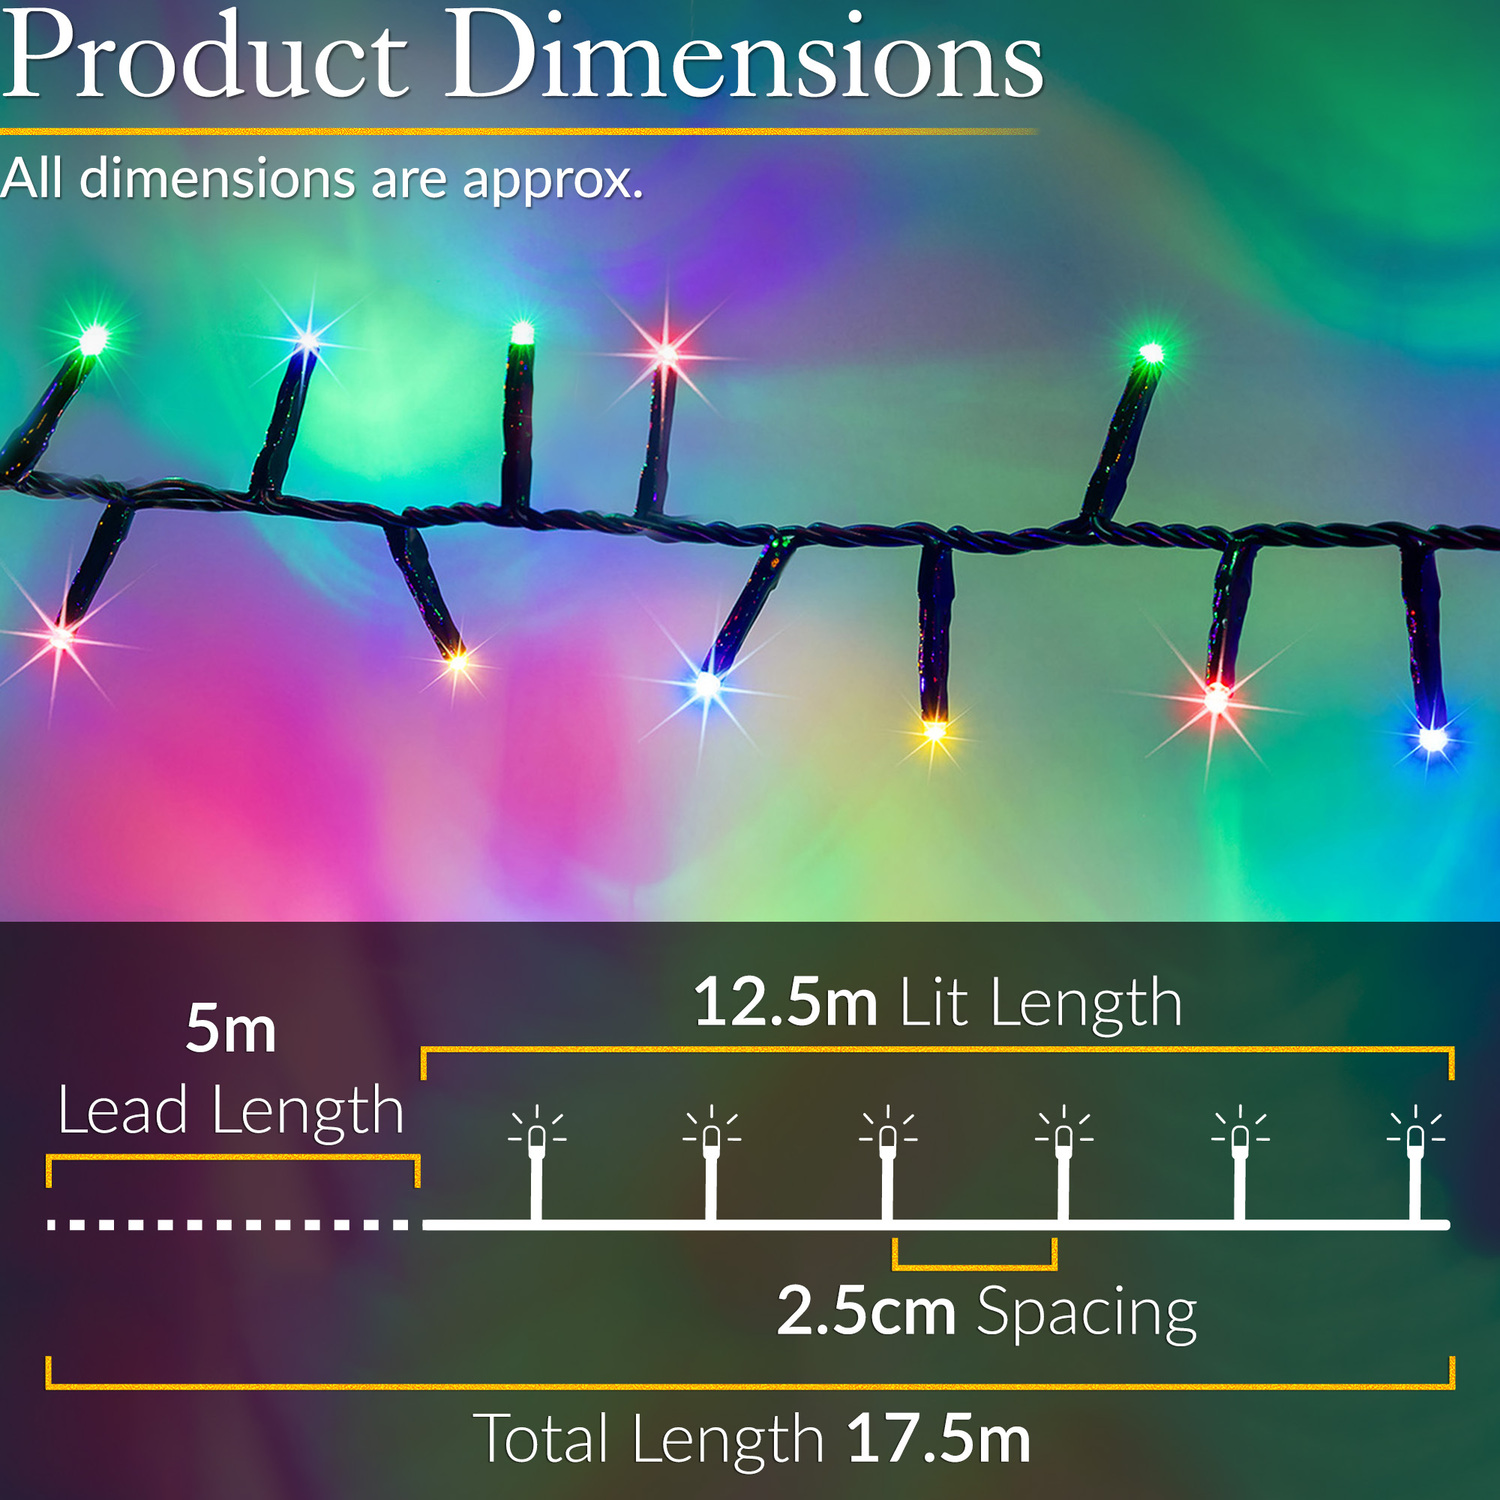 Product Dimensions
All dimensions are approx.
12.5m Lit Length
5m
Lead Length
2.5cm Spacing
Total Length 17.5m